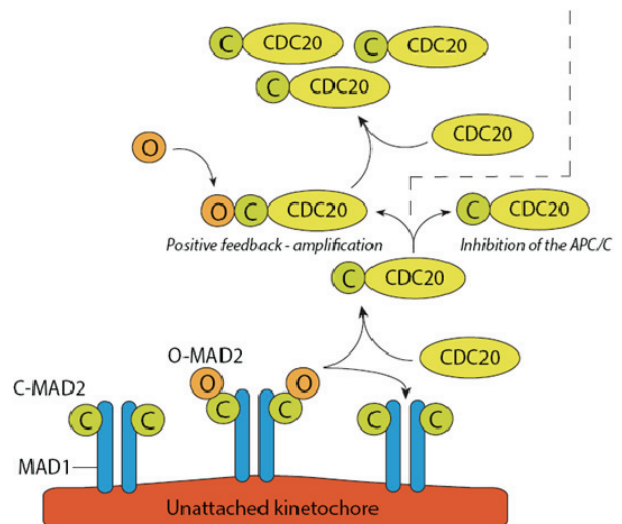 C CDC20
C CDC20
C CDC20
O
CDC20
O C CDC20
C CDC20
Positive feedback - amplification
Inhibition of the APC/C
C CDC20
O-MAD2
CDC20
O O
C-MAD2
C C C C C C
MAD1
Unattached kinetochore